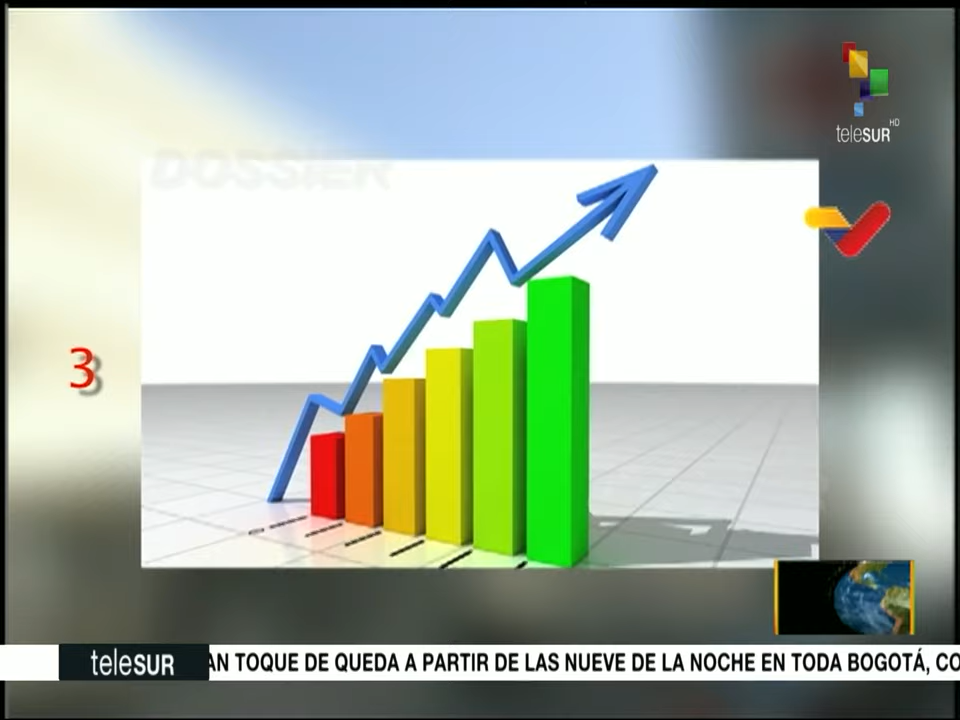 DOSSIER
teleSUR HD
3
teleSUR
AN TOQUE DE QUEDA A PARTIR DE LAS NUEVE DE LA NOCHE EN TODA BOGOTÁ, CO